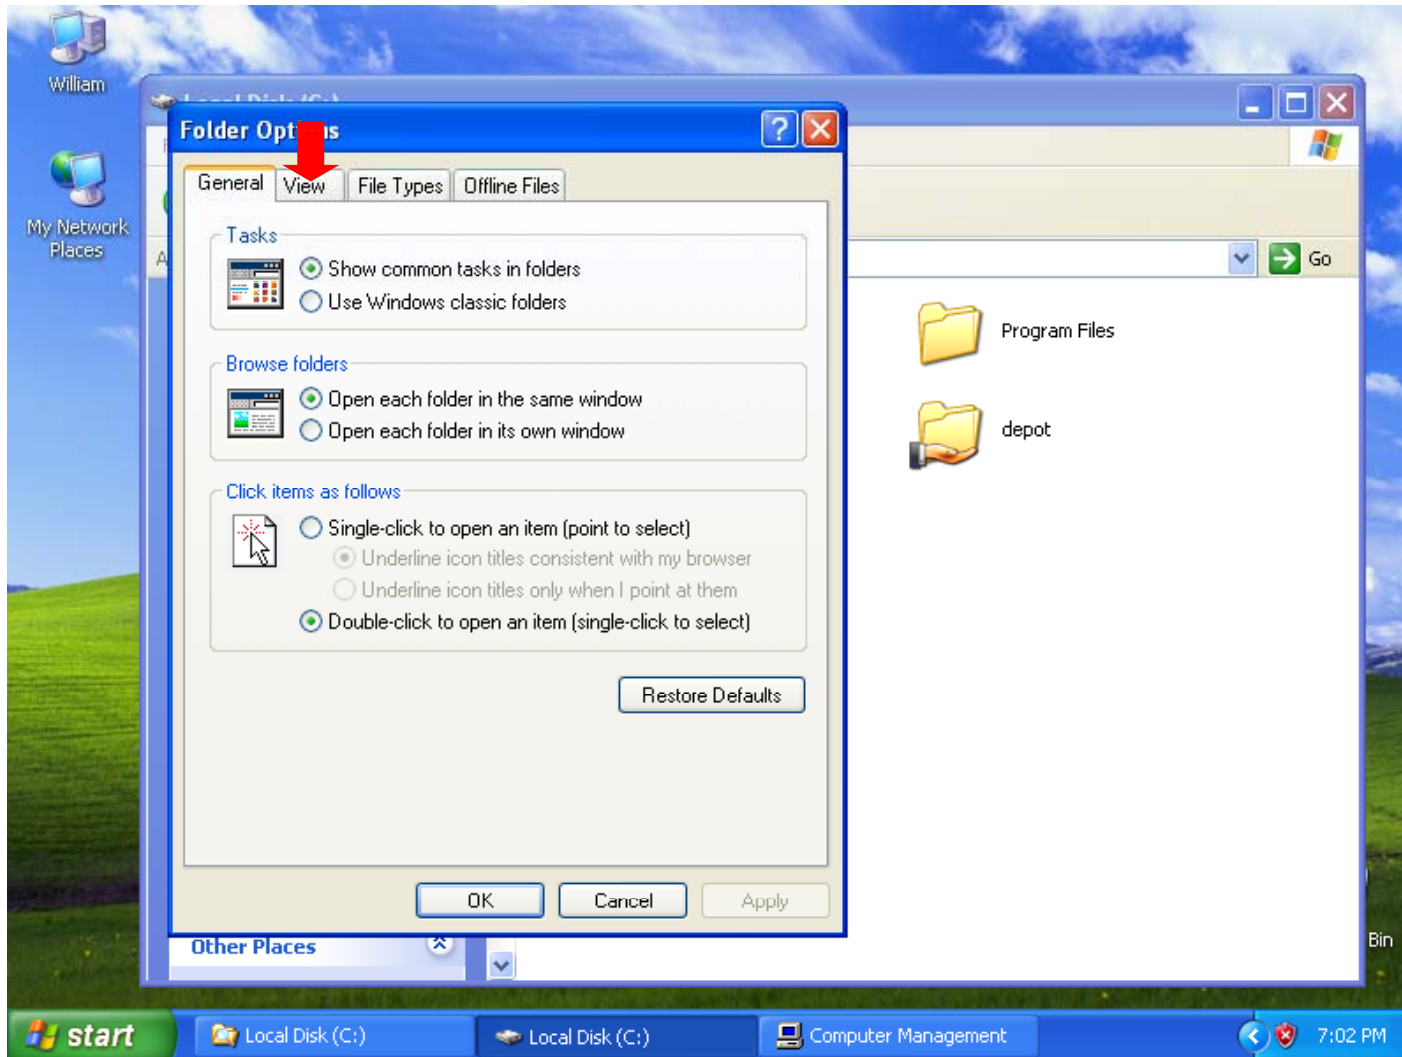 William
My Network
Places
Local Disk (C:)
Folder Options
General
View
File Types
Offline Files
Go
Tasks
Show common tasks in folders
Use Windows classic folders
Browse folders
Open each folder in the same window
Open each folder in its own window
Click items as follows
Single-click to open an item (point to select)
Underline icon titles consistent with my browser
Underline icon titles only when I point at them
Double-click to open an item (single-click to select)
Restore Defaults
OK
Cancel
Apply
Program Files
depot
Other Places
Bin
start
Local Disk (C:)
Local Disk (C:)
Computer Management
7:02 PM